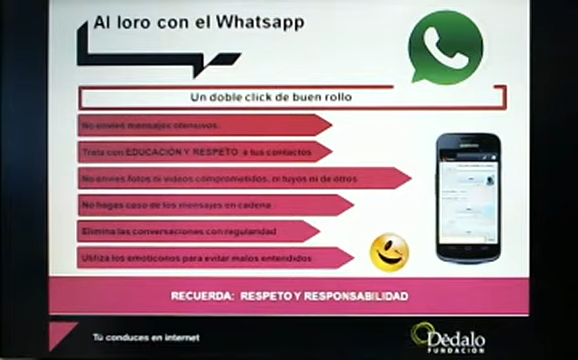 Al loro con el Whatsapp
Un doble click de buen rollo
No envies mensajes ofensivos.
Trata con EDUCACIÓN Y RESPETO a tus contactos
No envies fotos ni videos comprometidos, ni tuyos ni de otros
No hagas caso de los mensajes en cadena
Elimina las conversaciones con regularidad
Utiliza los emoticonos para evitar malos entendidos
RECUERDA: RESPETO Y RESPONSABILIDAD
Tú conduces en internet
Dédalo
FUNDACIÓN